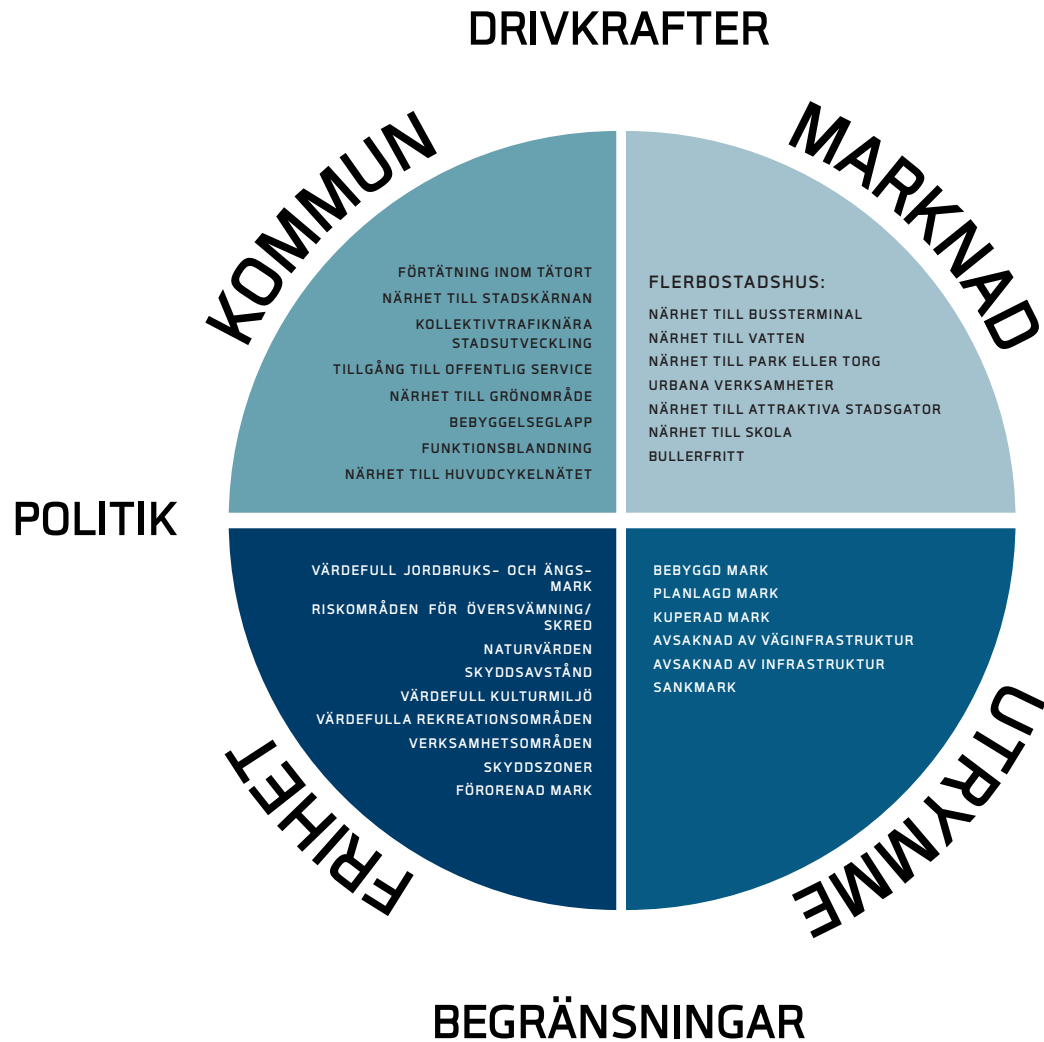 DRIVKRAFTER
KOMMUN
MARKNAD
FÖRTÄTNING INOM TÄTORT
NÄRHET TILL STADSKÄRNAN
KOLLEKTIVTRAFIKNÄRA
STADSUTVECKLING
TILLGÅNG TILL OFFENTLIG SERVICE
NÄRHET TILL GRÖNOMRÅDE
BEBYGGELSEGLAPP
FUNKTIONSBLANDNING
NÄRHET TILL HUVUDCYKELNÄTET
FLERBOSTADSHUS:
NÄRHET TILL BUSSTERMINAL
NÄRHET TILL VATTEN
NÄRHET TILL PARK ELLER TORG
URBANA VERKSAMHETER
NÄRHET TILL ATTRAKTIVA STADSGATOR
NÄRHET TILL SKOLA
BULLERFRITT
POLITIK
VÄRDEFULL JORDBRUKS- OCH ÄNGS-
MARK
RISKOMRÅDEN FÖR ÖVERSVÄMNING/
SKRED
NATURVÄRDEN
SKYDDSAVSTÅND
VÄRDEFULL KULTURMILJÖ
VÄRDEFULLA REKREATIONSOMRÅDEN
VERKSAMHETSOMRÅDEN
SKYDDSZONER
FÖRORENAD MARK
BEBYGGD MARK
PLANLAGD MARK
KUPERAD MARK
AVSAKNAD AV VÄGINFRASTRUKTUR
AVSAKNAD AV INFRASTRUKTUR
SANKMARK
FRIHET
UTRYMME
BEGRÄNSNINGAR